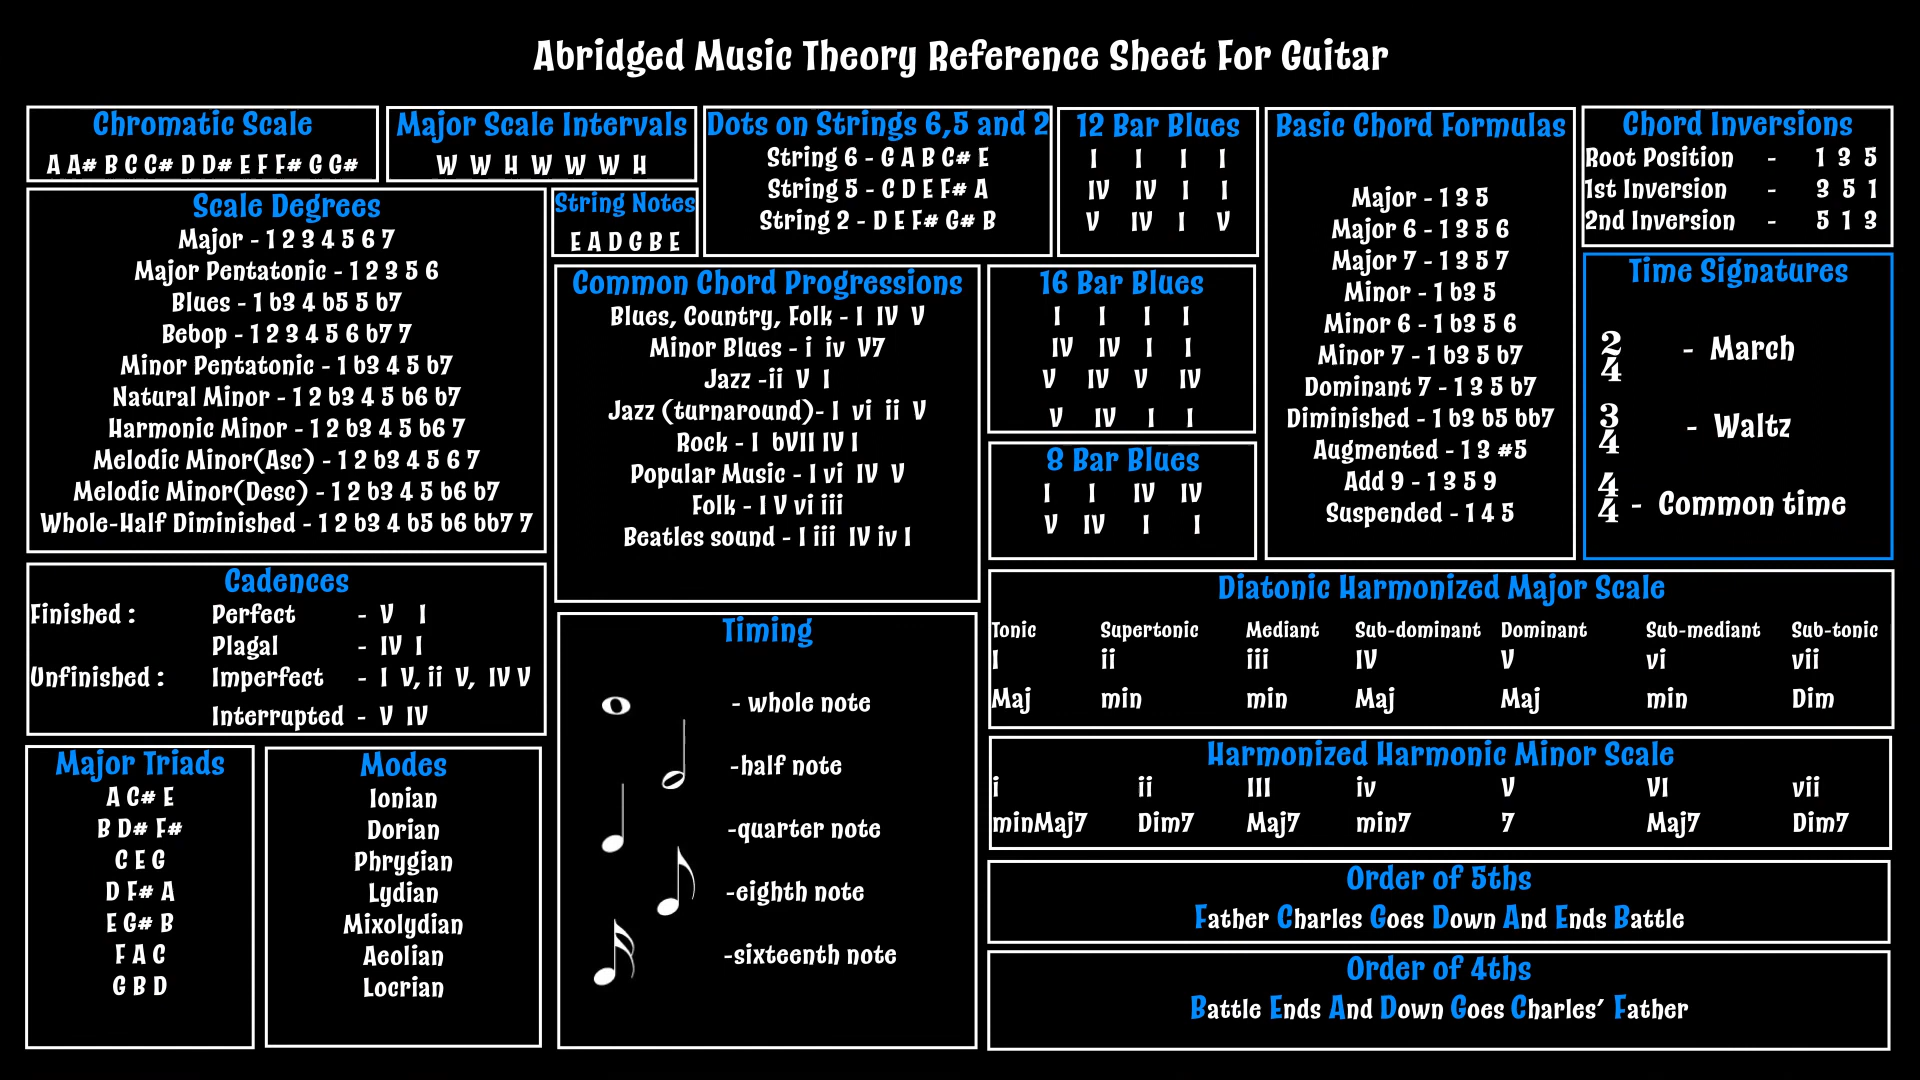 Abridged Music Theory Reference Sheet For Guitar
Chromatic Scale
A A# B C C# D D# E F F# G G#
Major Scale Intervals
W W H W W W H
Dots on Strings 6,5 and 2
String 6 - G A B C# E
String 5 - C D E F# A
String 2 - D E F# G# B
12 Bar Blues
I I I I
IV IV I I
V IV I V
Basic Chord Formulas
Major - 1 3 5
Major 6 - 1 3 5 6
Major 7 - 1 3 5 7
Minor - 1 b3 5
Minor 6 - 1 b3 5 6
Minor 7 - 1 b3 5 b7
Dominant 7 - 1 3 5 b7
Diminished - 1 b3 b5 bb7
Augmented - 1 3 #5
Add 9 - 1 3 5 9
Suspended - 1 4 5
Chord Inversions
Root Position - 1 3 5
1st Inversion - 3 5 1
2nd Inversion - 5 1 3
Scale Degrees
Major - 1 2 3 4 5 6 7
Major Pentatonic - 1 2 3 5 6
Blues - 1 b3 4 b5 5 b7
Bebop - 1 2 3 4 5 6 b7 7
Minor Pentatonic - 1 b3 4 5 b7
Natural Minor - 1 2 b3 4 5 b6 b7
Harmonic Minor - 1 2 b3 4 5 b6 7
Melodic Minor(Asc) - 1 2 b3 4 5 6 7
Melodic Minor(Desc) - 1 2 b3 4 5 b6 b7
Whole-Half Diminished - 1 2 b3 4 b5 b6 bb7 7
String Notes
E A D G B E
Common Chord Progressions
Blues, Country, Folk - I IV V
Minor Blues - i iv V7
Jazz -ii V I
Jazz (turnaround)- I vi ii V
Rock - I bVII IV I
Popular Music - I vi IV V
Folk - I V vi iii
Beatles sound - I iii IV iv I
16 Bar Blues
I I I I
IV IV I I
V IV V IV
V IV I I
8 Bar Blues
I I IV IV
V IV I I
Time Signatures
2
4 - March
3
4 - Waltz
4
4 - Common time
Cadences
Finished : Perfect - V I
Plagal - IV I
Unfinished : Imperfect - I V, ii V, IV V
Interrupted - V IV
Timing
- whole note
-half note
-quarter note
-eighth note
-sixteenth note
Diatonic Harmonized Major Scale
Tonic Supertonic Mediant Sub-dominant Dominant Sub-mediant Sub-tonic
I ii iii IV V vi vii
Maj min min Maj Maj min Dim
Harmonized Harmonic Minor Scale
i ii III iv V VI vii
minMaj7 Dim7 Maj7 min7 7 Maj7 Dim7
Major Triads
A C# E
B D# F#
C E G
D F# A
E G# B
F A C
G B D
Modes
Ionian
Dorian
Phrygian
Lydian
Mixolydian
Aeolian
Locrian
Order of 5ths
Father Charles Goes Down And Ends Battle
Order of 4ths
Battle Ends And Down Goes Charles' Father